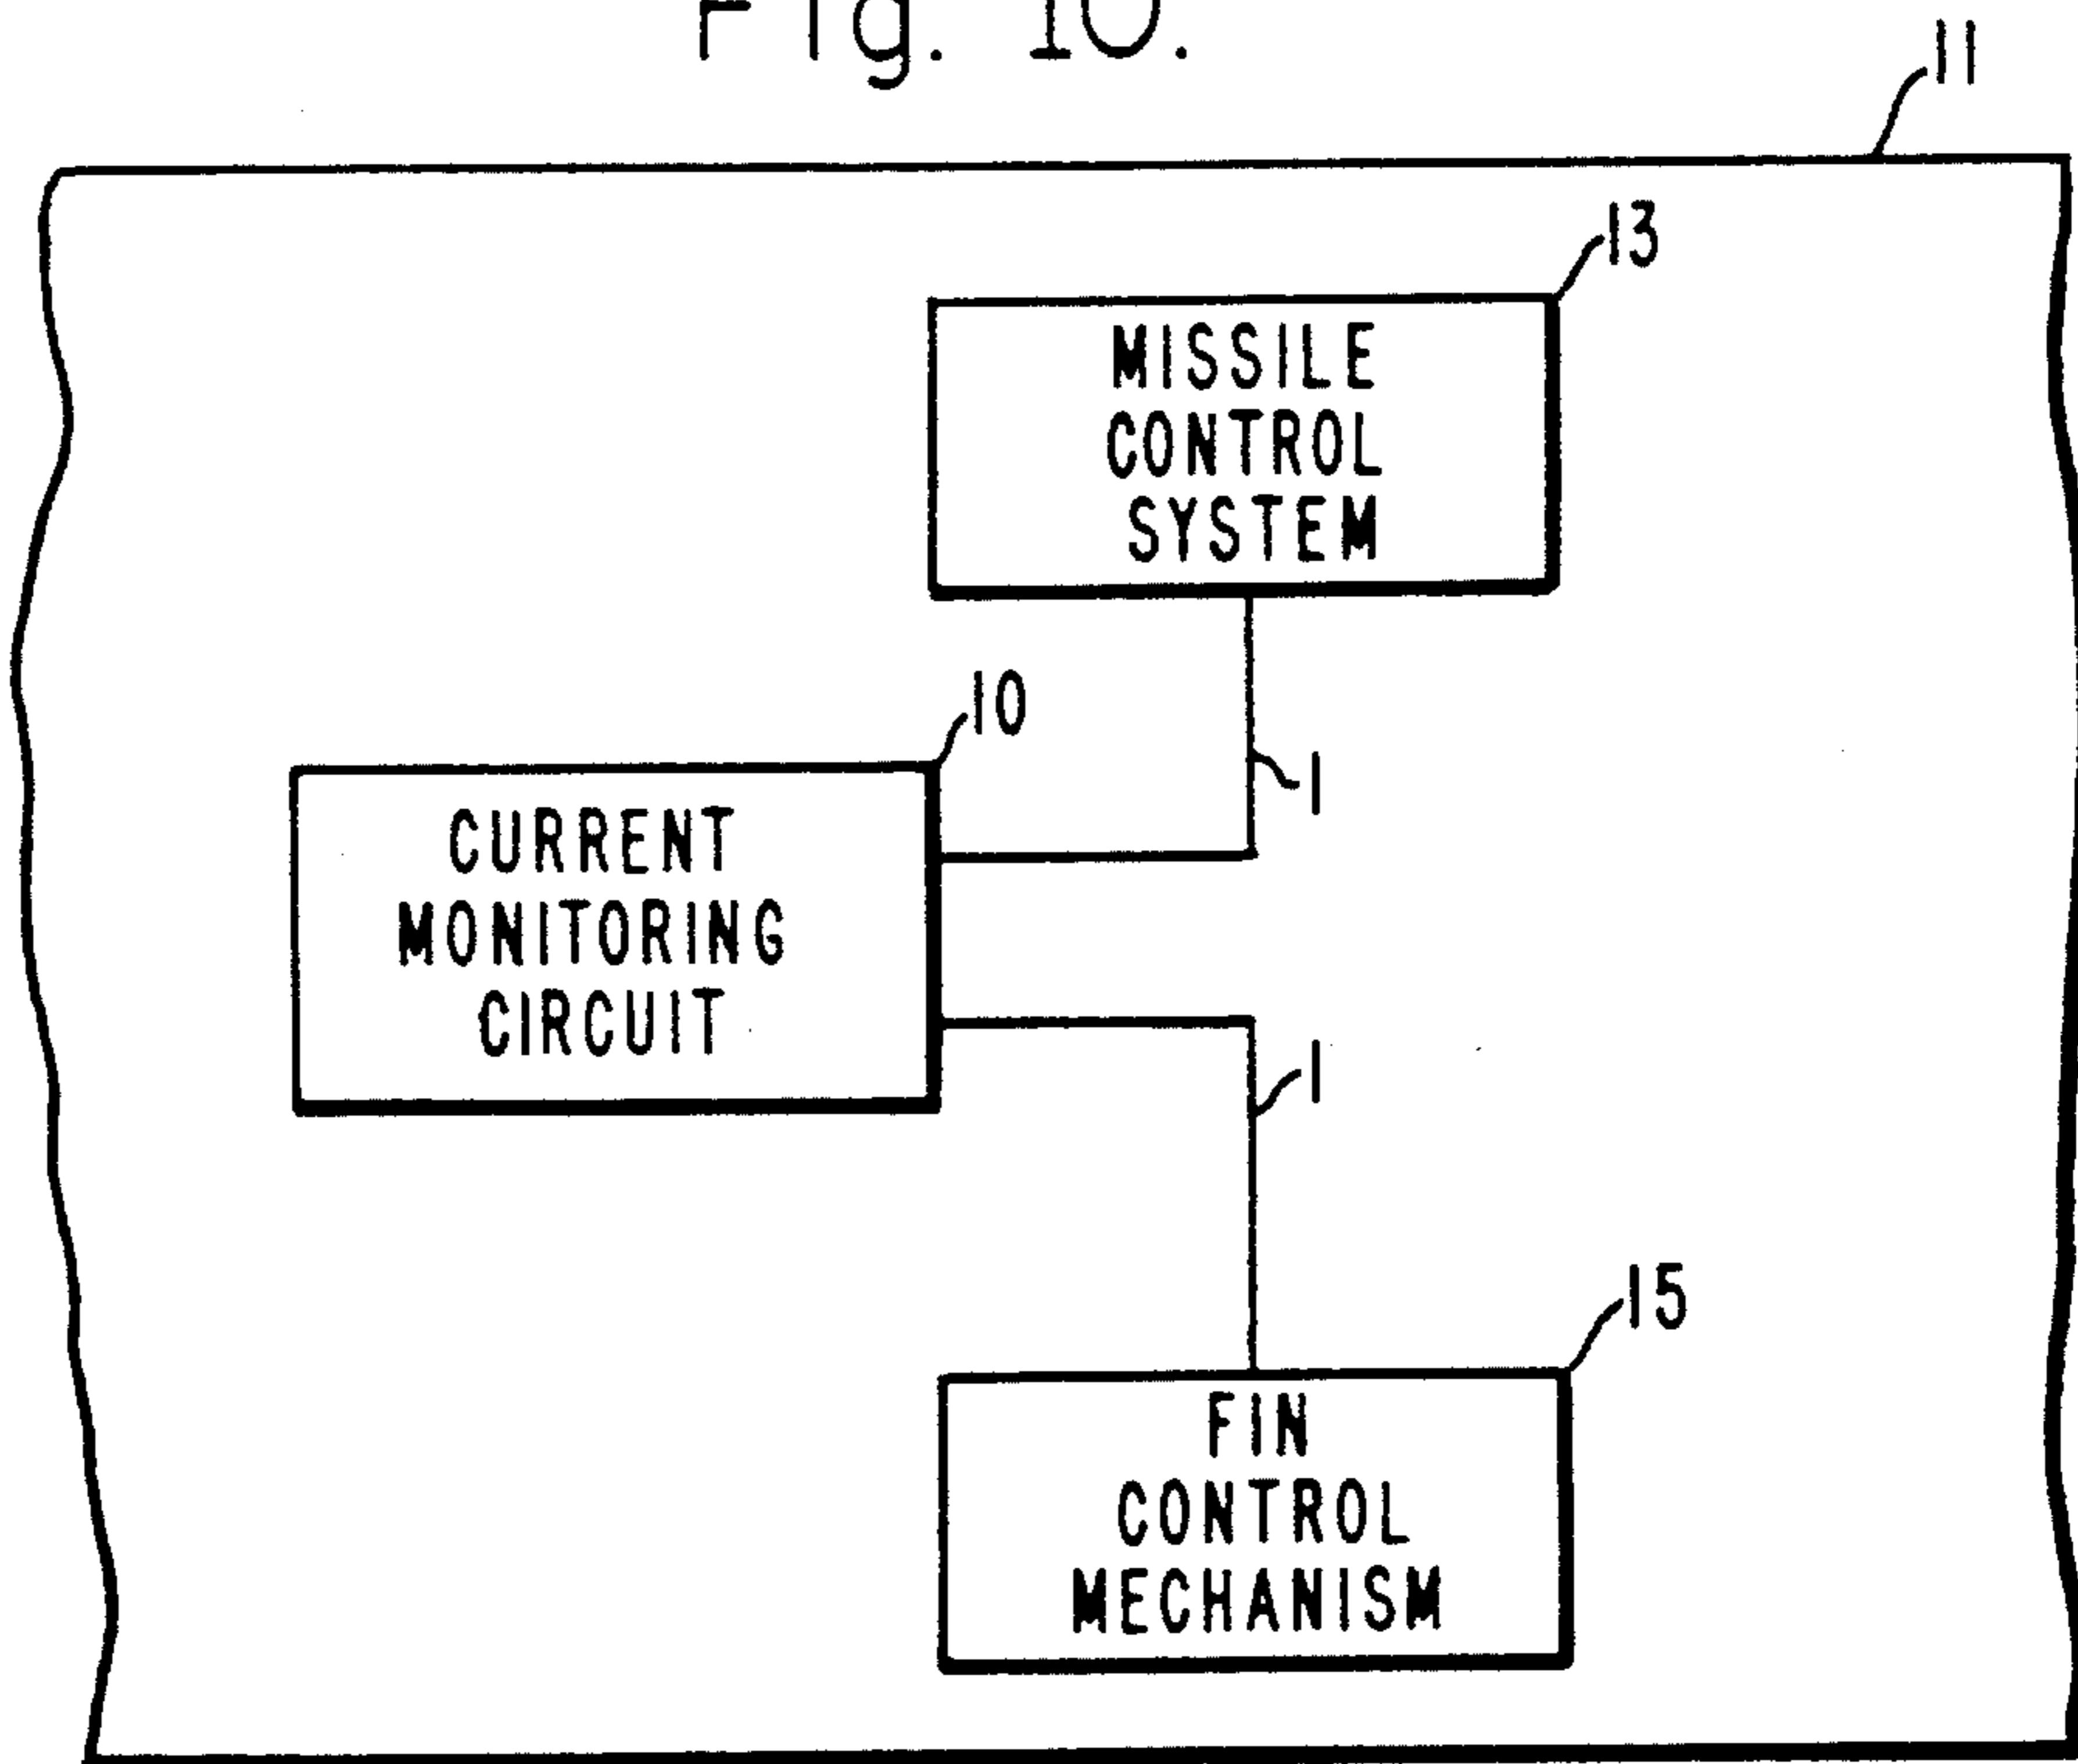 Fig. 10.
11
13
MISSILE
CONTROL
SYSTEM
10
1
CURRENT
MONITORING
CIRCUIT
1
15
FIN
CONTROL
MECHANISM